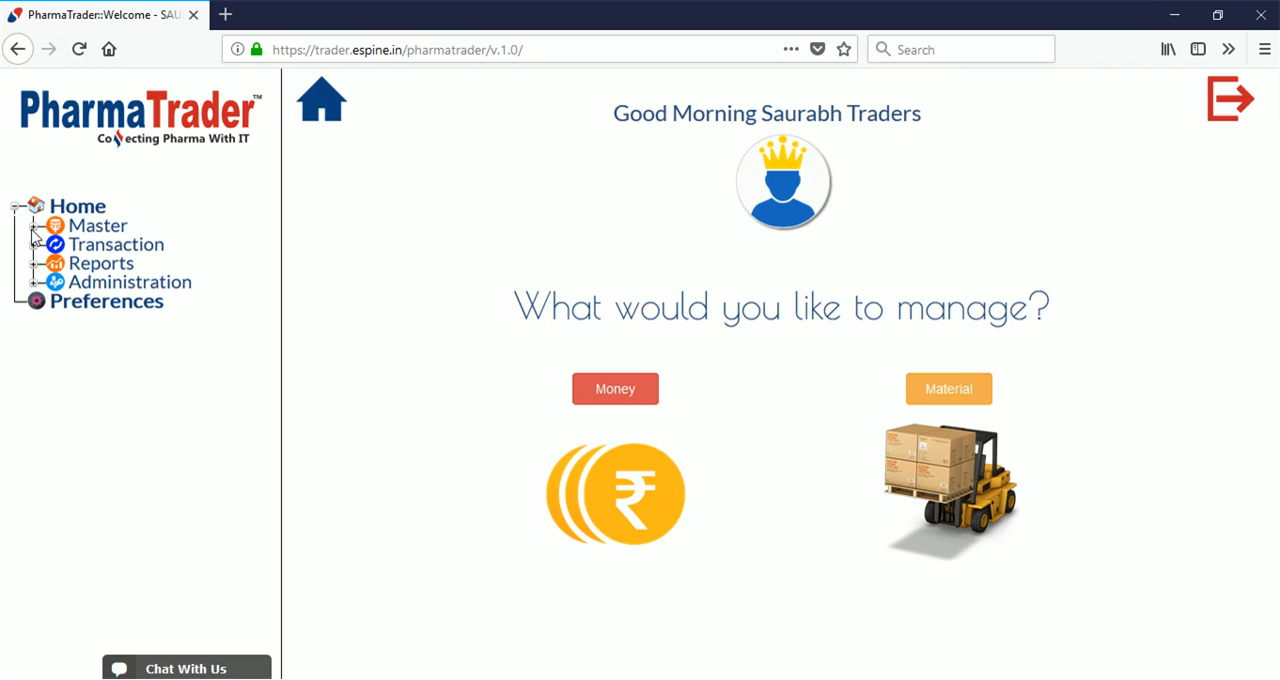 PharmaTrader::Welcome - SAU
https://trader.espine.in/pharmatrader/v.1.0/
Search
PharmaTrader™
Connecting Pharma With IT
Good Morning Saurabh Traders
Home
Master
Transaction
Reports
Administration
Preferences
What would you like to manage?
Money
Material
₹
Chat With Us